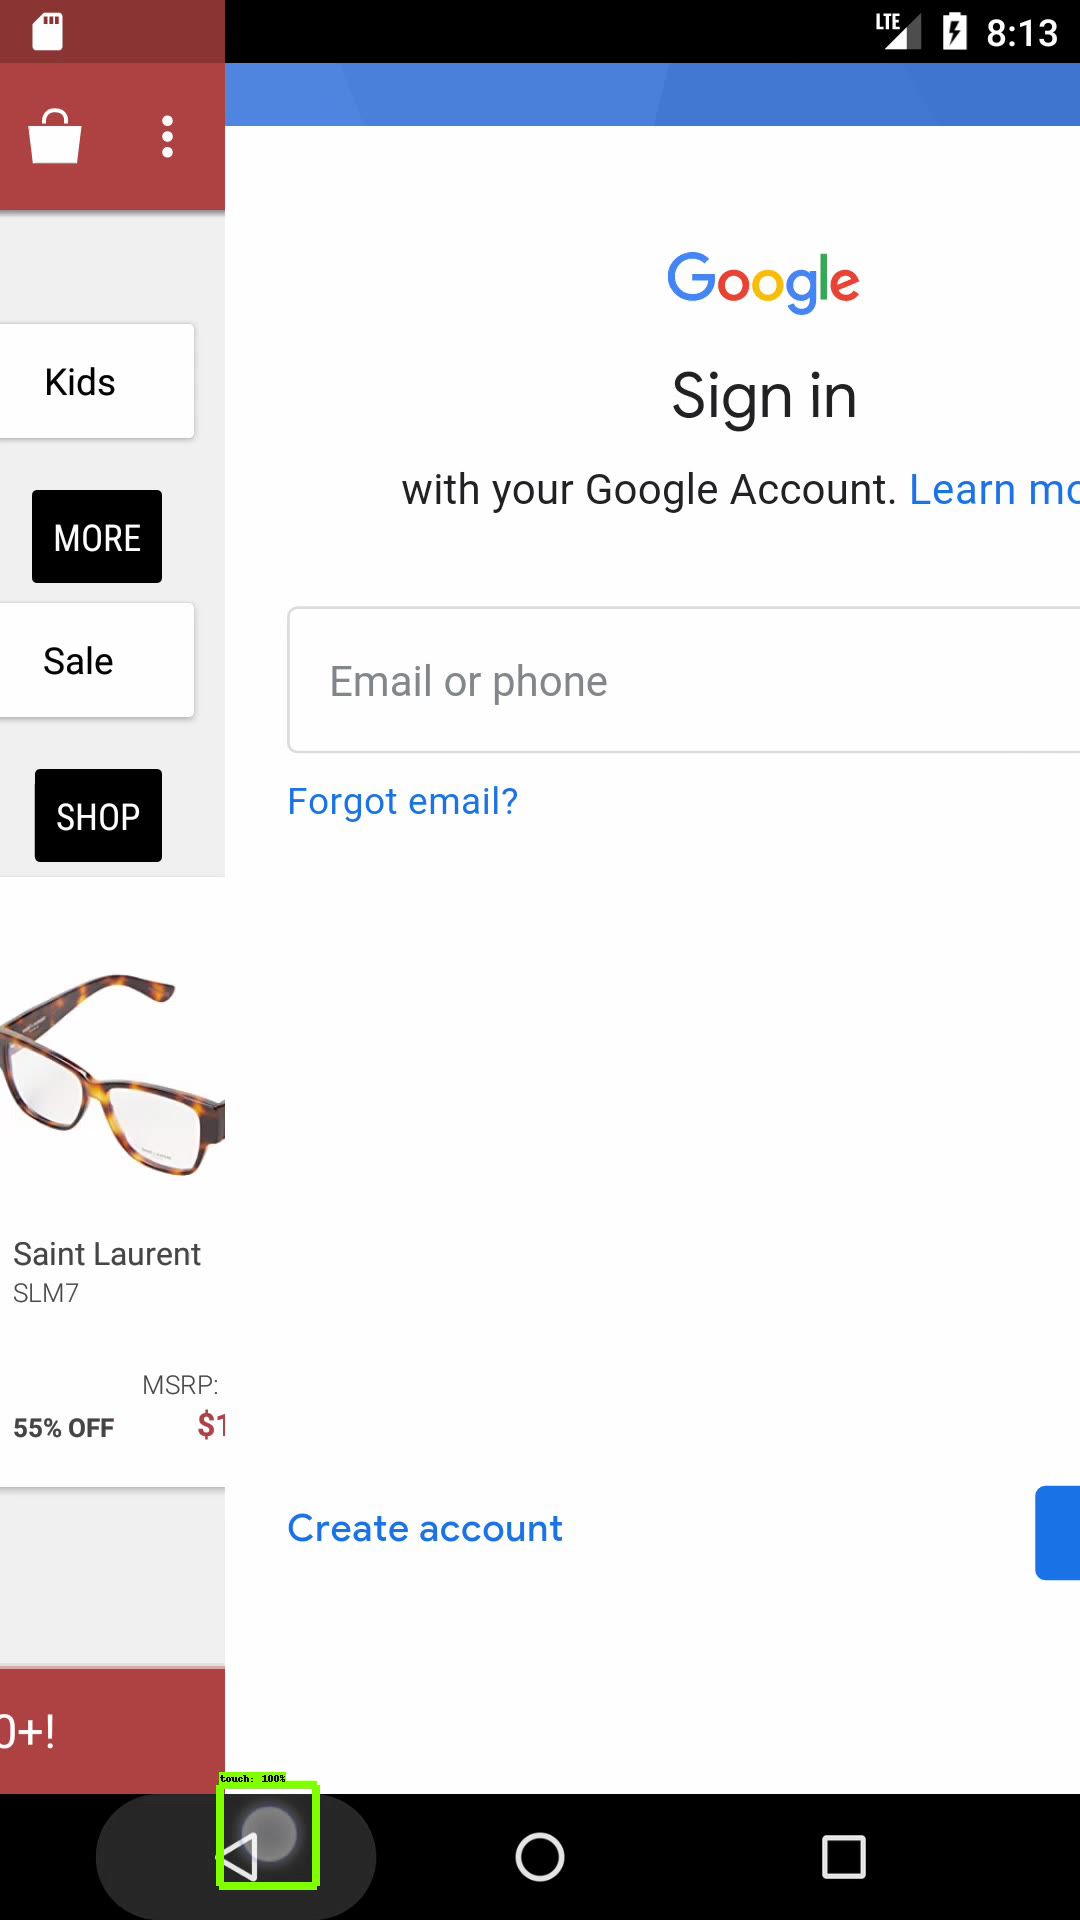 LTE 8:13
Kids
MORE
Sale
SHOP
Saint Laurent
SLM7
MSRP:
55% OFF $1
0+!
Google
Sign in
with your Google Account. Learn mo
Email or phone
Forgot email?
Create account
touch: 100%